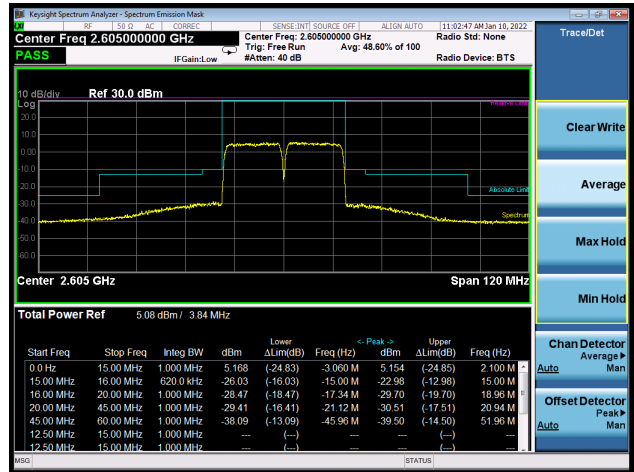 Keysight Spectrum Analyzer - Spectrum Emission Mask
RF 50 Ω AC CORREC SENSE:INT SOURCE OFF ALIGN AUTO 11:02:47 AM Jan 10, 2022
Center Freq 2.605000000 GHz
Center Freq: 2.605000000 GHz
Radio Std: None
Trig: Free Run Avg: 48.60% of 100
PASS
IFGain:Low
#Atten: 40 dB
Radio Device: BTS
10 dB/div Ref 30.0 dBm
Log
Relative Limit
20.0
10.0
0.00
-10.0
-20.0
Absolute Limit
-30.0
Spectrum
-40.0
-50.0
-60.0
Center 2.605 GHz Span 120 MHz
Total Power Ref 5.08 dBm / 3.84 MHz
Lower <- Peak -> Upper
Start Freq Stop Freq Integ BW dBm ΔLim(dB) Freq (Hz) dBm ΔLim(dB) Freq (Hz)
0.0 Hz 15.00 MHz 1.000 MHz 5.168 (-24.83) -3.060 M 5.154 (-24.85) 2.100 M
15.00 MHz 16.00 MHz 620.0 kHz -26.03 (-16.03) -15.00 M -22.98 (-12.98) 15.00 M
16.00 MHz 20.00 MHz 1.000 MHz -28.47 (-18.47) -17.34 M -29.70 (-19.70) 18.96 M
20.00 MHz 45.00 MHz 1.000 MHz -29.41 (-16.41) -21.12 M -30.51 (-17.51) 20.94 M
45.00 MHz 60.00 MHz 1.000 MHz -38.09 (-13.09) -45.96 M -39.50 (-14.50) 51.96 M
12.50 MHz 15.00 MHz 1.000 MHz --- (---) --- --- (---) ---
12.50 MHz 15.00 MHz 1.000 MHz --- (---) --- --- (---) ---
MSG STATUS
Trace/Det
Clear Write
Average
Max Hold
Min Hold
Chan Detector
Average
Auto Man
Offset Detector
Peak
Auto Man